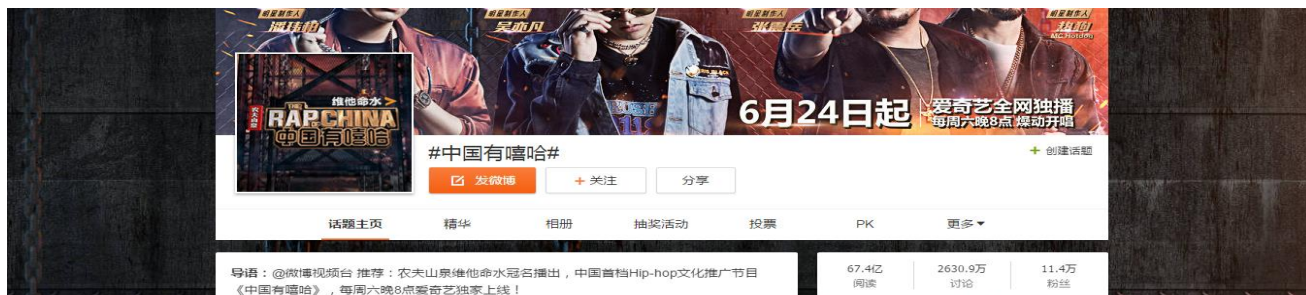 明星制作人
潘玮柏
明星制作人
吴亦凡
明星制作人
张震岳
明星制作人
热狗
MC Hotdog
农夫山泉
维他命水
THE
RAP OF CHINA
中国有嘻哈
6月24日起
爱奇艺全网独播
每周六晚8点 燥动开唱
#中国有嘻哈#
+ 创建话题
发微博
+ 关注
分享
话题主页 精华 相册 抽奖活动 投票 PK 更多
导语：@微博视频台 推荐：农夫山泉维他命水冠名播出，中国首档Hip-hop文化推广节目
《中国有嘻哈》，每周六晚8点爱奇艺独家上线！
67.4亿 2630.9万 11.4万
阅读 讨论 粉丝